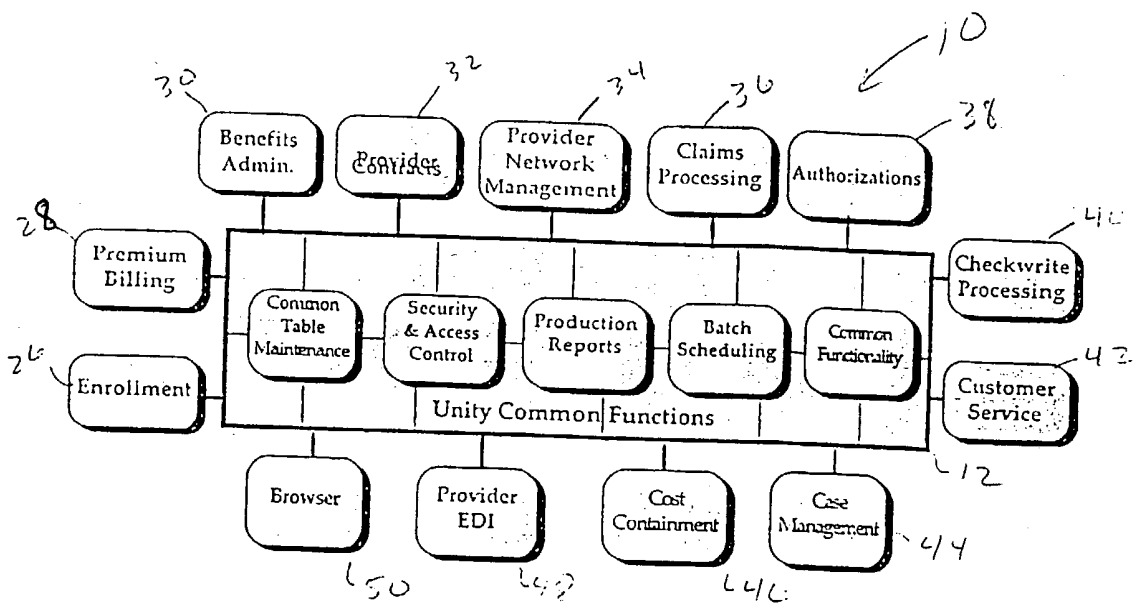 10
30
32
34
36
38
Benefits
Admin.
Provider
Contracts
Provider
Network
Management
Claims
Processing
Authorizations
28
Premium
Billing
40
Checkwrite
Processing
Common
Table
Maintenance
Security
& Access
Control
Production
Reports
Batch
Scheduling
Common
Functionality
26
Enrollment
Customer
Service
Unity Common Functions
12
Browser
Provider
EDI
Cost
Containment
Case
Management
44
50
48
46